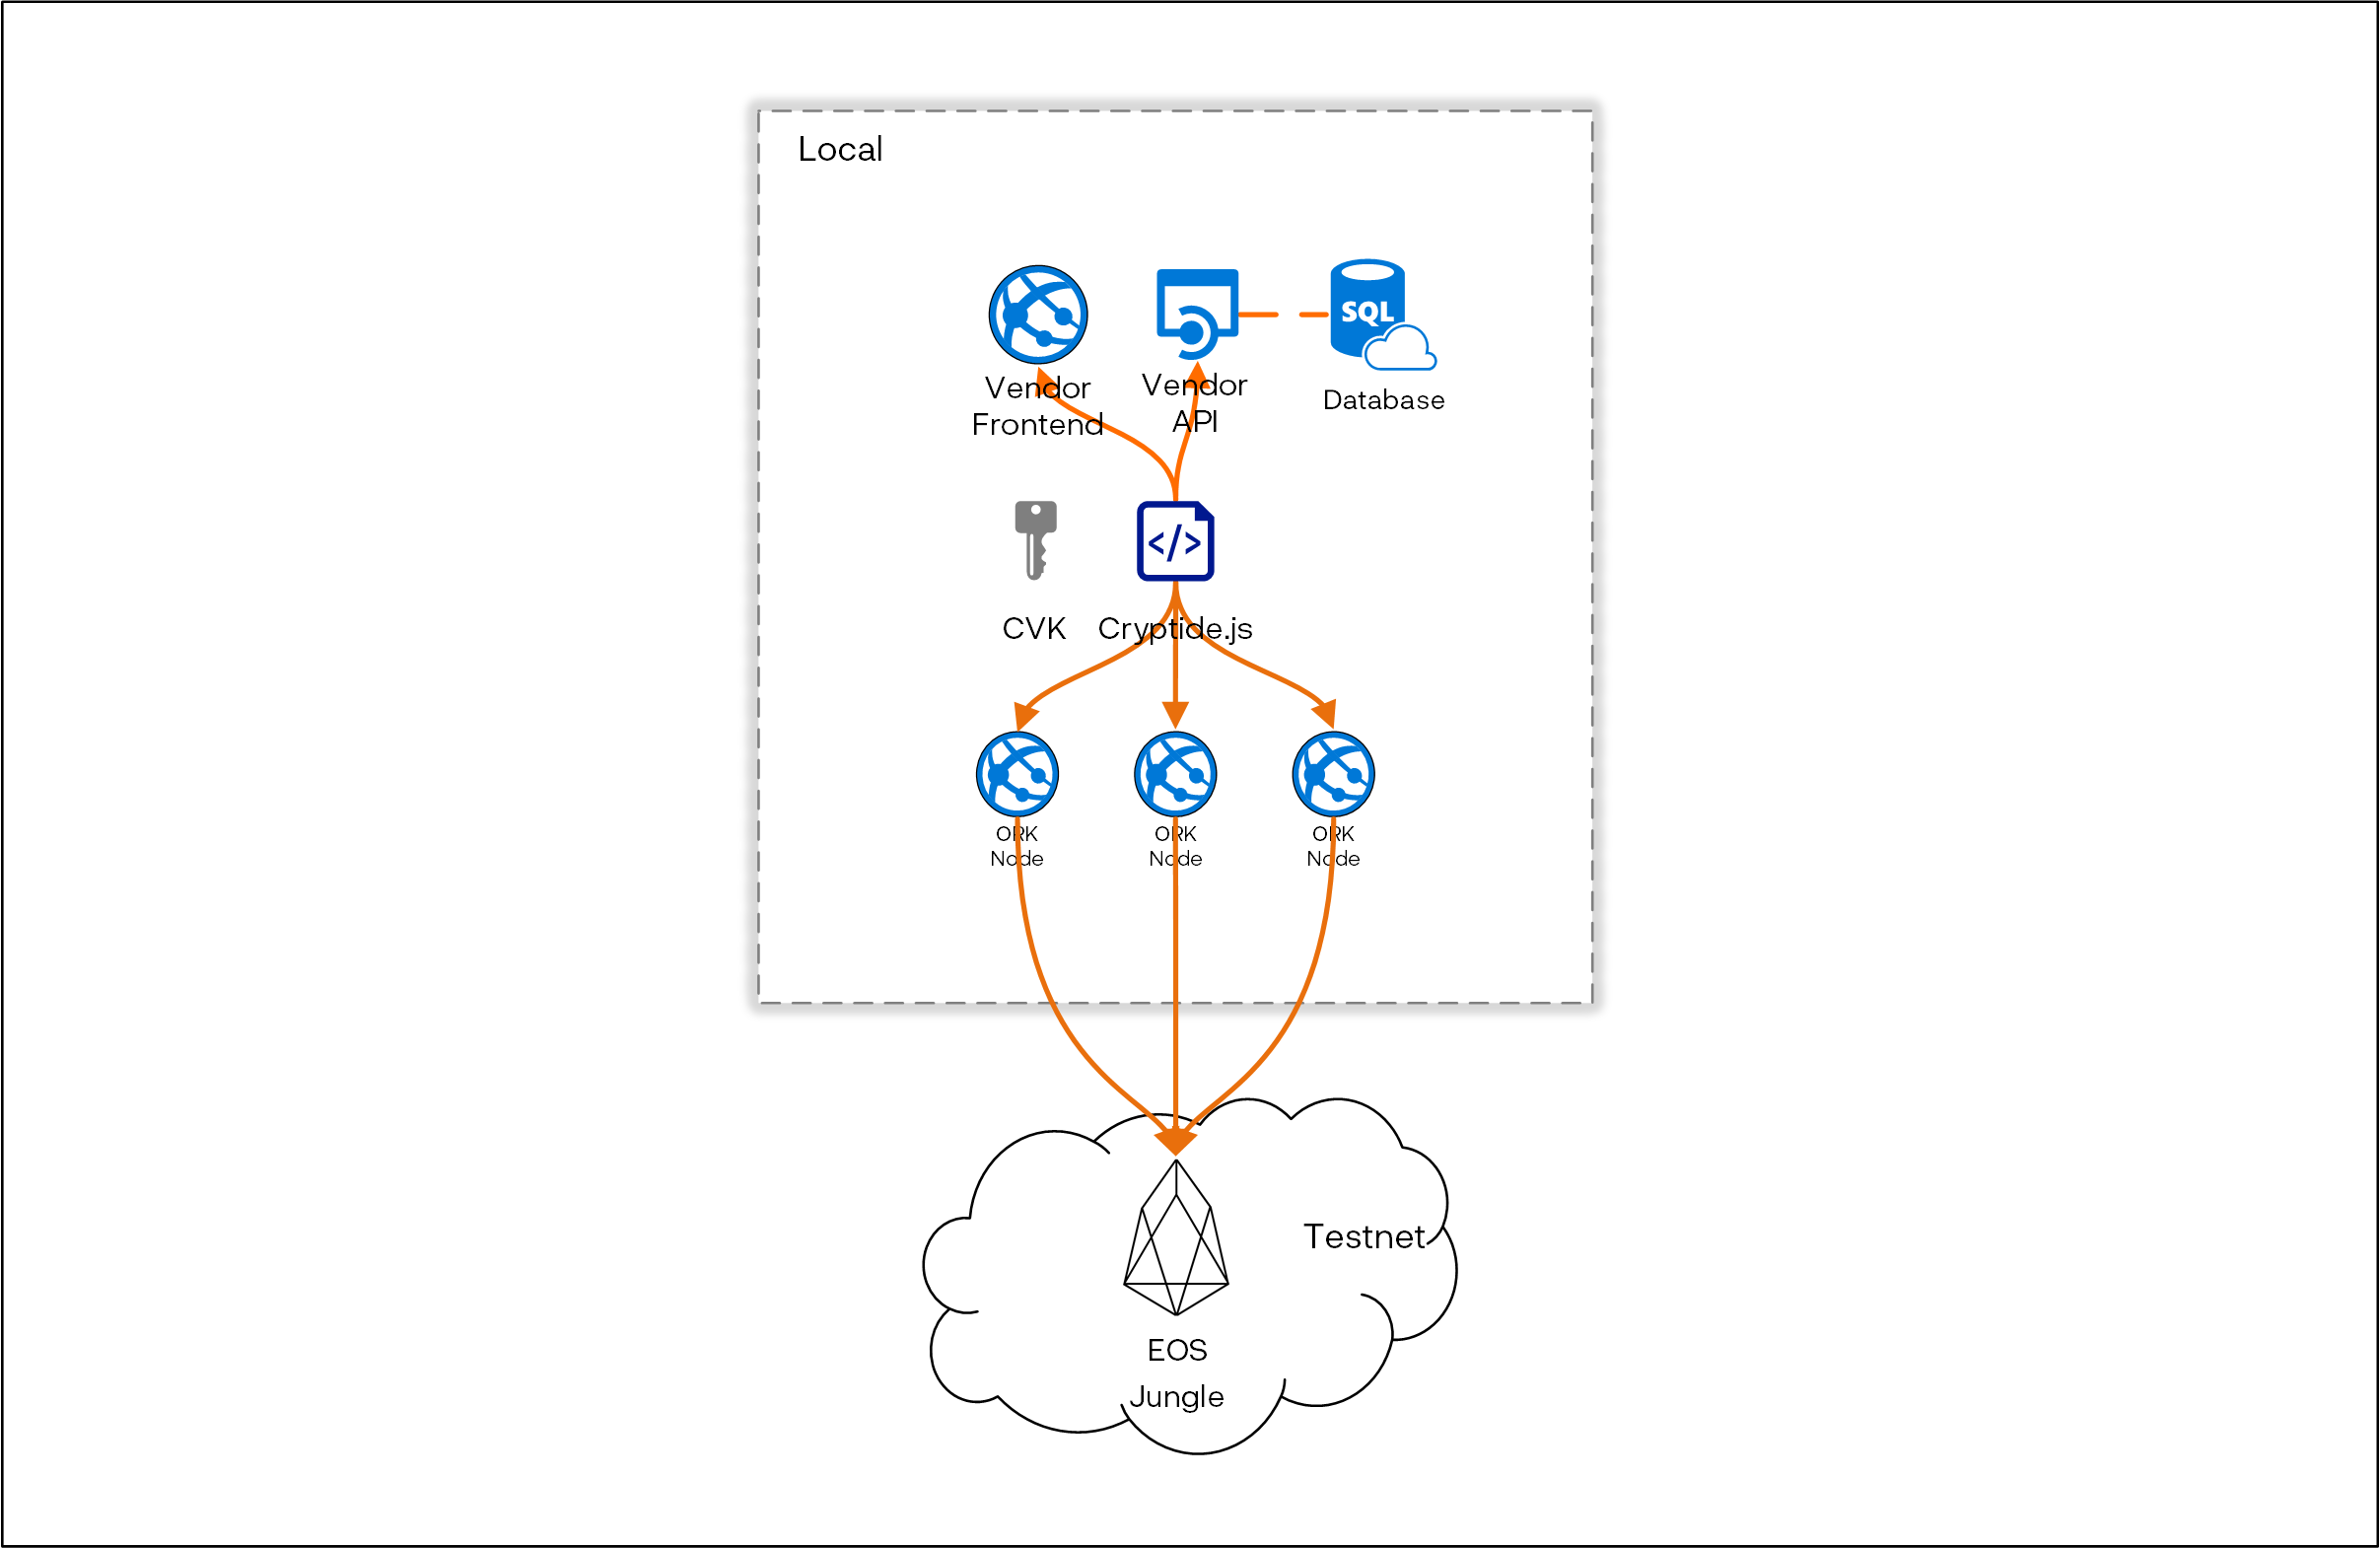 Local
SQL
Vendor
Frontend
Vendor
API
Database
</>
CVK
Cryptide.js
ORK
Node
ORK
Node
ORK
Node
Testnet
EOS
Jungle